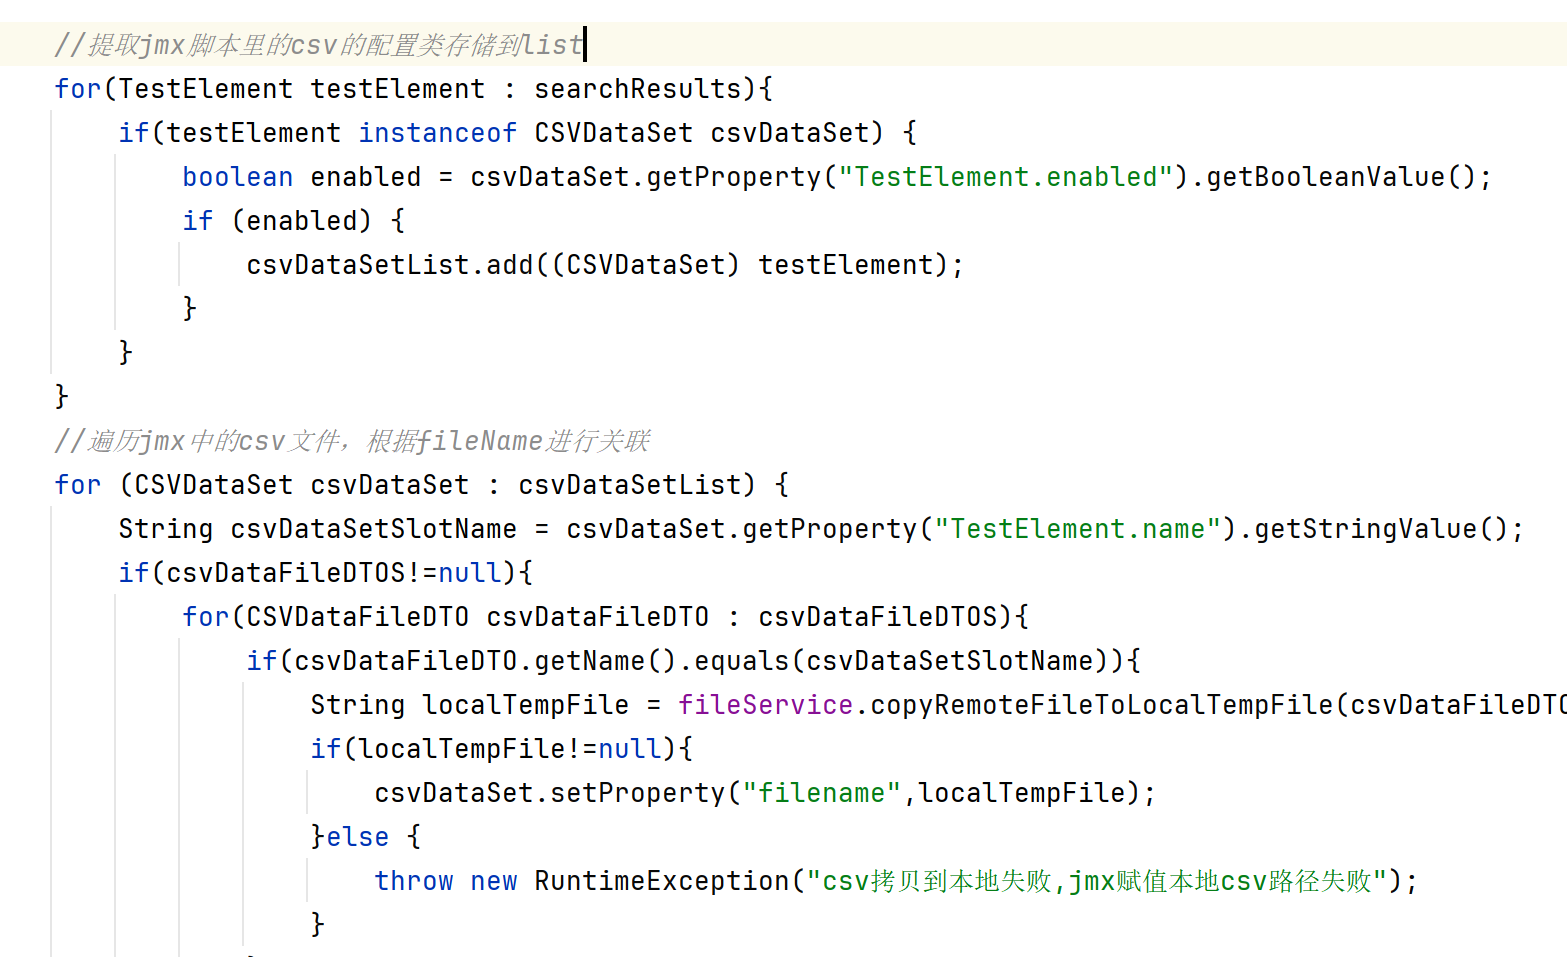 //提取jmx脚本里的csv的配置类存储到list
for(TestElement testElement : searchResults){
if(testElement instanceof CSVDataSet csvDataSet) {
boolean enabled = csvDataSet.getProperty("TestElement.enabled").getBooleanValue();
if (enabled) {
csvDataSetList.add((CSVDataSet) testElement);
}
}
}
//遍历jmx中的csv文件，根据fileName进行关联
for (CSVDataSet csvDataSet : csvDataSetList) {
String csvDataSetSlotName = csvDataSet.getProperty("TestElement.name").getStringValue();
if(csvDataFileDTOS!=null){
for(CSVDataFileDTO csvDataFileDTO : csvDataFileDTOS){
if(csvDataFileDTO.getName().equals(csvDataSetSlotName)){
String localTempFile = fileService.copyRemoteFileToLocalTempFile(csvDataFileDTO
if(localTempFile!=null){
csvDataSet.setProperty("filename",localTempFile);
}else {
throw new RuntimeException("csv拷贝到本地失败,jmx赋值本地csv路径失败");
}